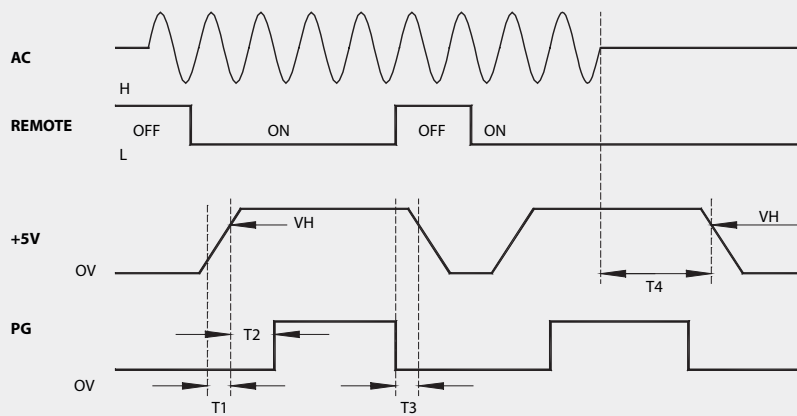 AC
H
REMOTE OFF ON OFF ON
L
VH VH
+5V
OV
T4
PG
T2
OV
T1 T3